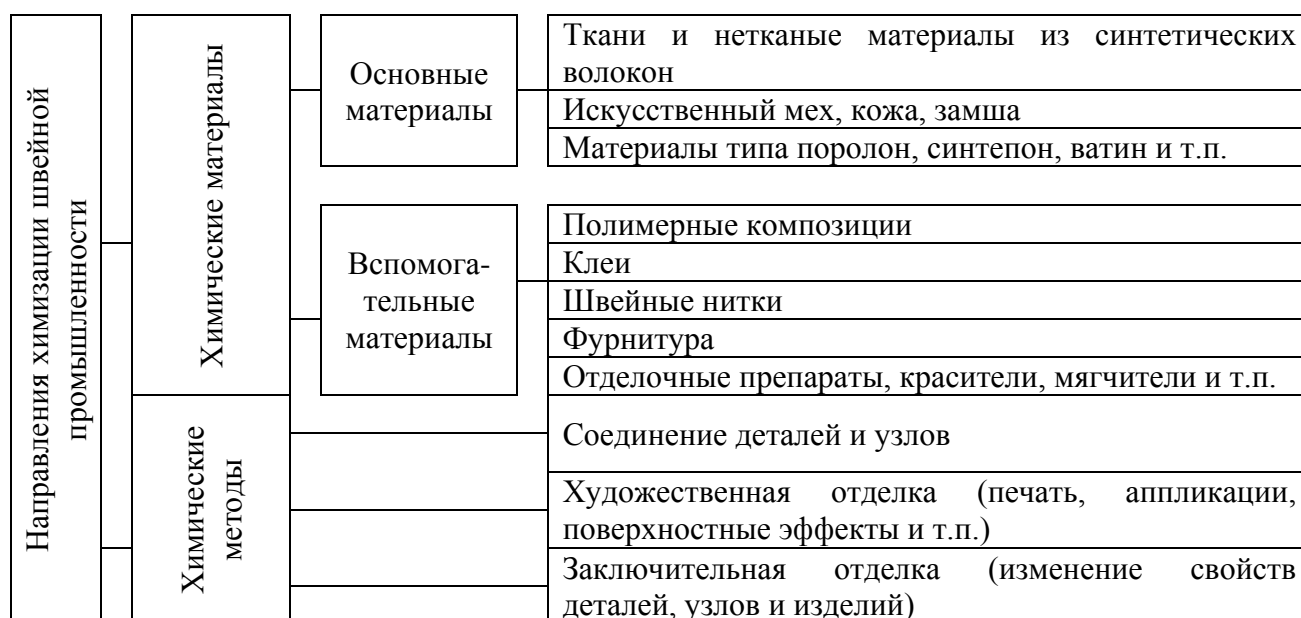 Направления химизации швейной
промышленности
Химические материалы
Основные
материалы
Ткани и нетканые материалы из синтетических
волокон
Искусственный мех, кожа, замша
Материалы типа поролон, синтепон, ватин и т.п.
Вспомога-
тельные
материалы
Полимерные композиции
Клеи
Швейные нитки
Фурнитура
Отделочные препараты, красители, мягчители и т.п.
Химические
методы
Соединение деталей и узлов
Художественная отделка (печать, аппликации,
поверхностные эффекты и т.п.)
Заключительная отделка (изменение свойств
деталей, узлов и изделий)